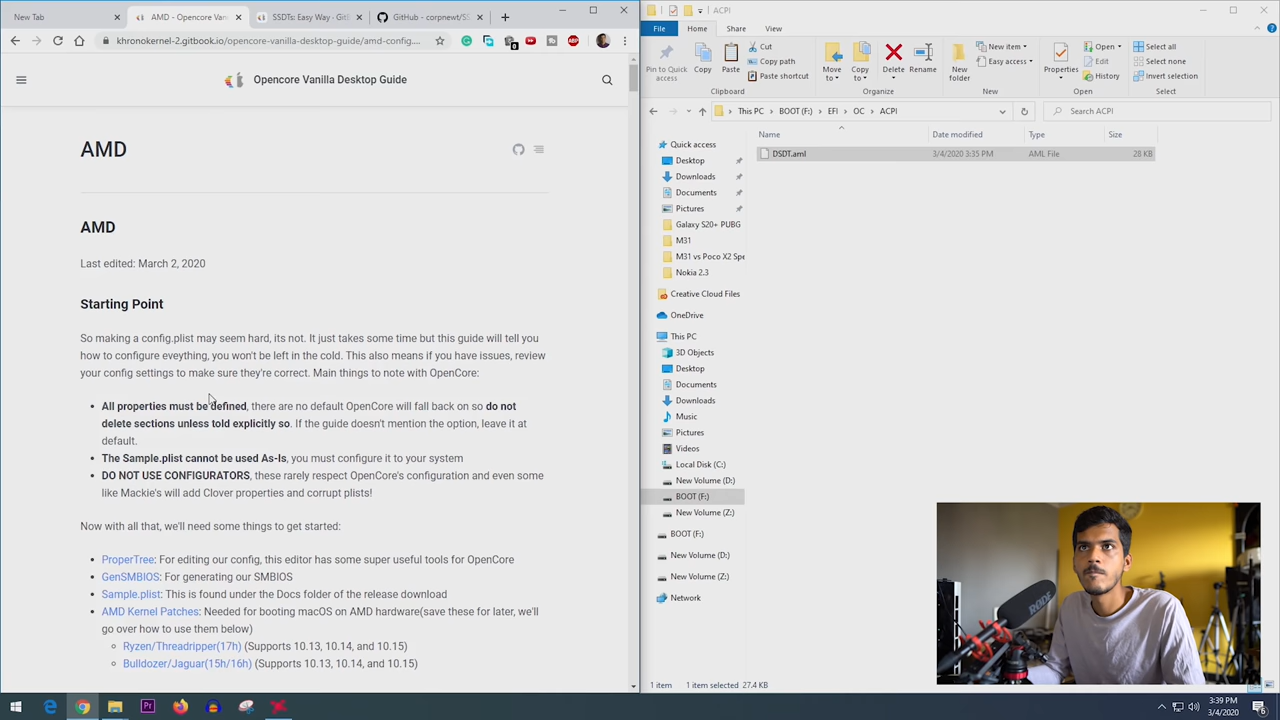 New Tab
AMD - Opencore Vanilla Desktop
SSDTs: Easy Way - GitB
GitHub - corpnewt/SS
khronokernel-2.gitbook.io/opencore-vanilla-desktop-guide/amd-config....
Opencore Vanilla Desktop Guide
AMD
AMD
Last edited: March 2, 2020
Starting Point
So making a config.plist may seem hard, its not. It just takes some time but this guide will tell you
how to configure eveything, you won't be left in the cold. This also means if you have issues, review
your config settings to make sure they're correct. Main things to note with OpenCore:
All properties must be defined, there are no default OpenCore will fall back on so do not
delete sections unless told explicitly so. If the guide doesn't mention the option, leave it at
default.
The Sample.plist cannot be used As-Is, you must configure it to your system
DO NOT USE CONFIGURATORS, these rarely respect OpenCore's configuration and even some
like Mackie's will add Clover properties and corrupt plists!
Now with all that, we'll need some things to get started:
ProperTree: For editing our config, this editor has some super useful tools for OpenCore
GenSMBIOS: For generating our SMBIOS
Sample.plist: This is found under the Docs folder of the release download
AMD Kernel Patches: Needed for booting macOS on AMD hardware(save these for later, we'll
go over how to use them below)
Ryzen/Threadripper(17h) (Supports 10.13, 10.14, and 10.15)
Bulldozer/Jaguar(15h/16h) (Supports 10.13, 10.14, and 10.15)
ACPI
File Home Share View
Pin to Quick access
Copy
Paste
Cut
Copy path
Paste shortcut
Clipboard
Move to
Copy to
Delete
Rename
Organize
New folder
New item
Easy access
New
Properties
Open
Edit
History
Open
Select all
Select none
Invert selection
Select
This PC > BOOT (F:) > EFI > OC > ACPI
Search ACPI
Name Date modified Type Size
DSDT.aml 3/4/2020 3:35 PM AML File 28 KB
Quick access
Desktop
Downloads
Documents
Pictures
Galaxy S20+ PUBG
M31
M31 vs Poco X2 Spe
Nokia 2.3
Creative Cloud Files
OneDrive
This PC
3D Objects
Desktop
Documents
Downloads
Music
Pictures
Videos
Local Disk (C:)
New Volume (D:)
BOOT (F:)
New Volume (Z:)
BOOT (F:)
New Volume (D:)
New Volume (Z:)
Network
1 item 1 item selected 27.4 KB
RODE
3:39 PM
3/4/2020